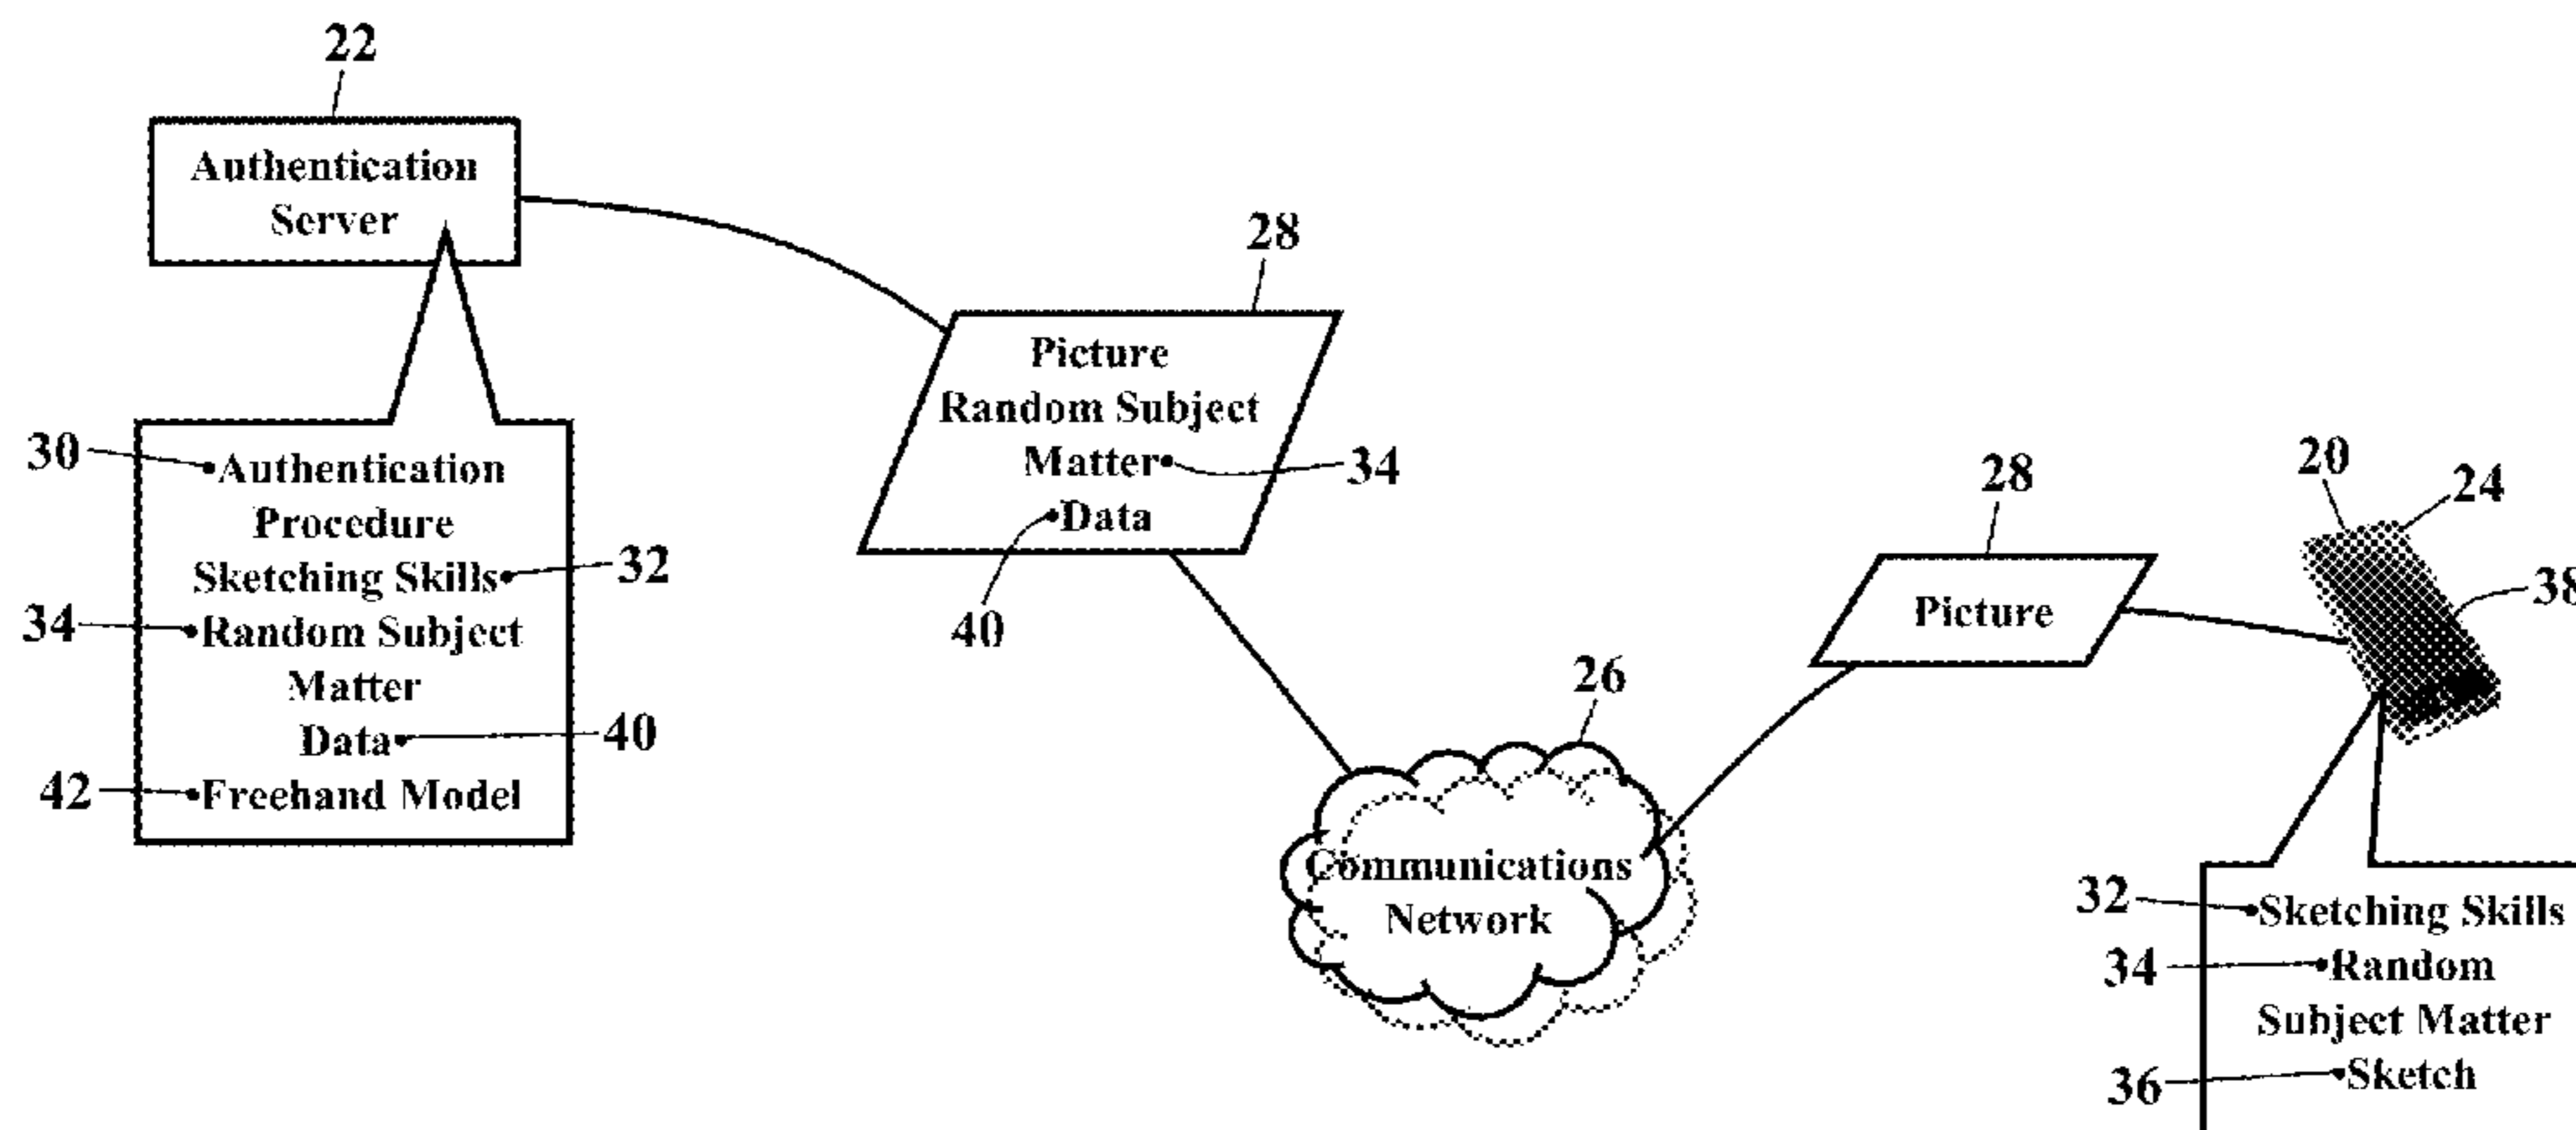 22
Authentication
Server
28
Picture
Random Subject
Matter
34
Data
40
30
Authentication
Procedure
Sketching Skills
32
34
Random Subject
Matter
Data
40
42
Freehand Model
26
Communications
Network
28
Picture
20
24
38
32
Sketching Skills
34
Random
Subject Matter
36
Sketch